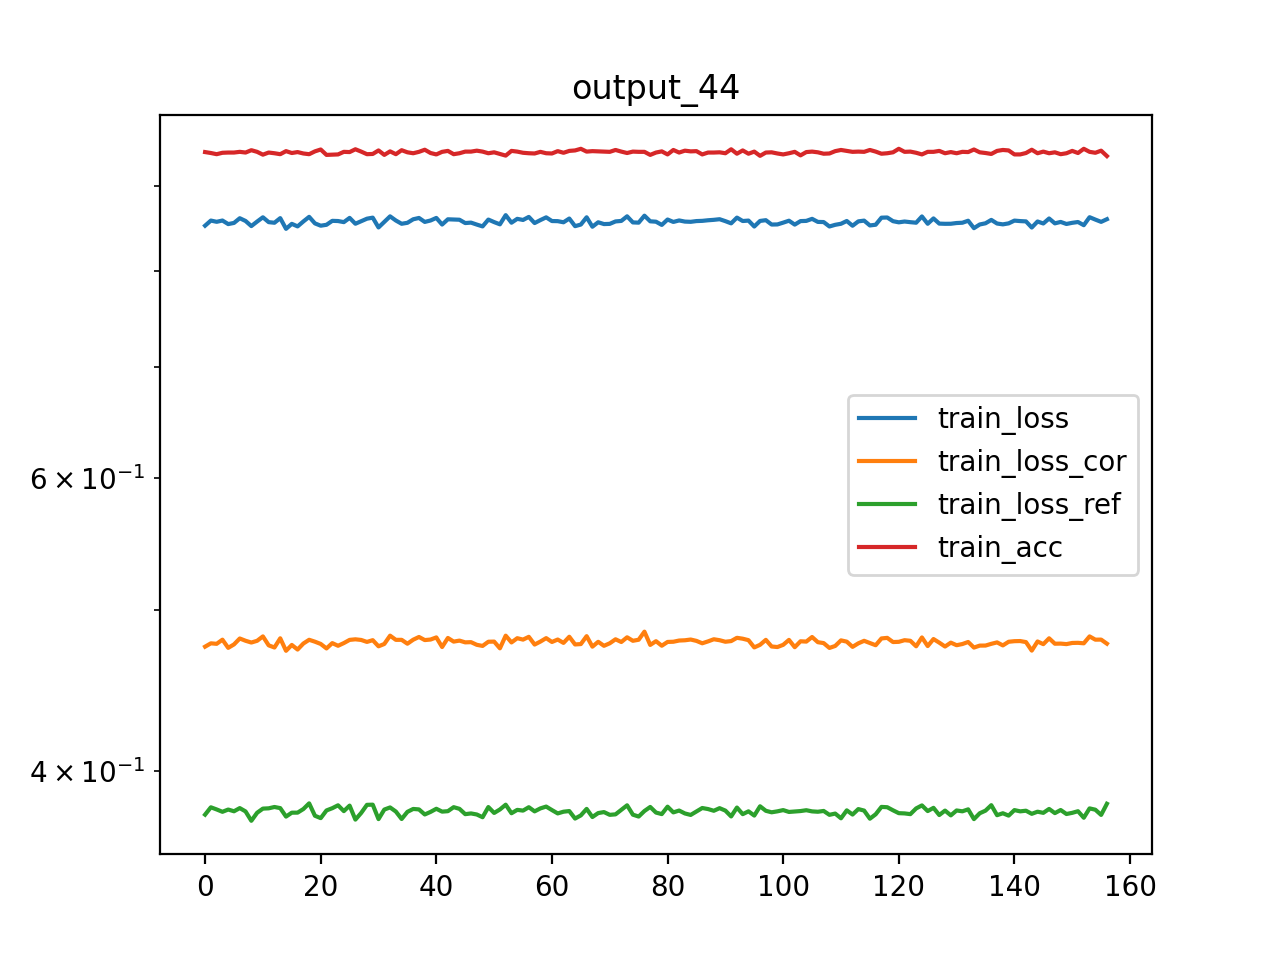 output_44
6 × 10⁻¹
4 × 10⁻¹
train_loss
train_loss_cor
train_loss_ref
train_acc
0 20 40 60 80 100 120 140 160